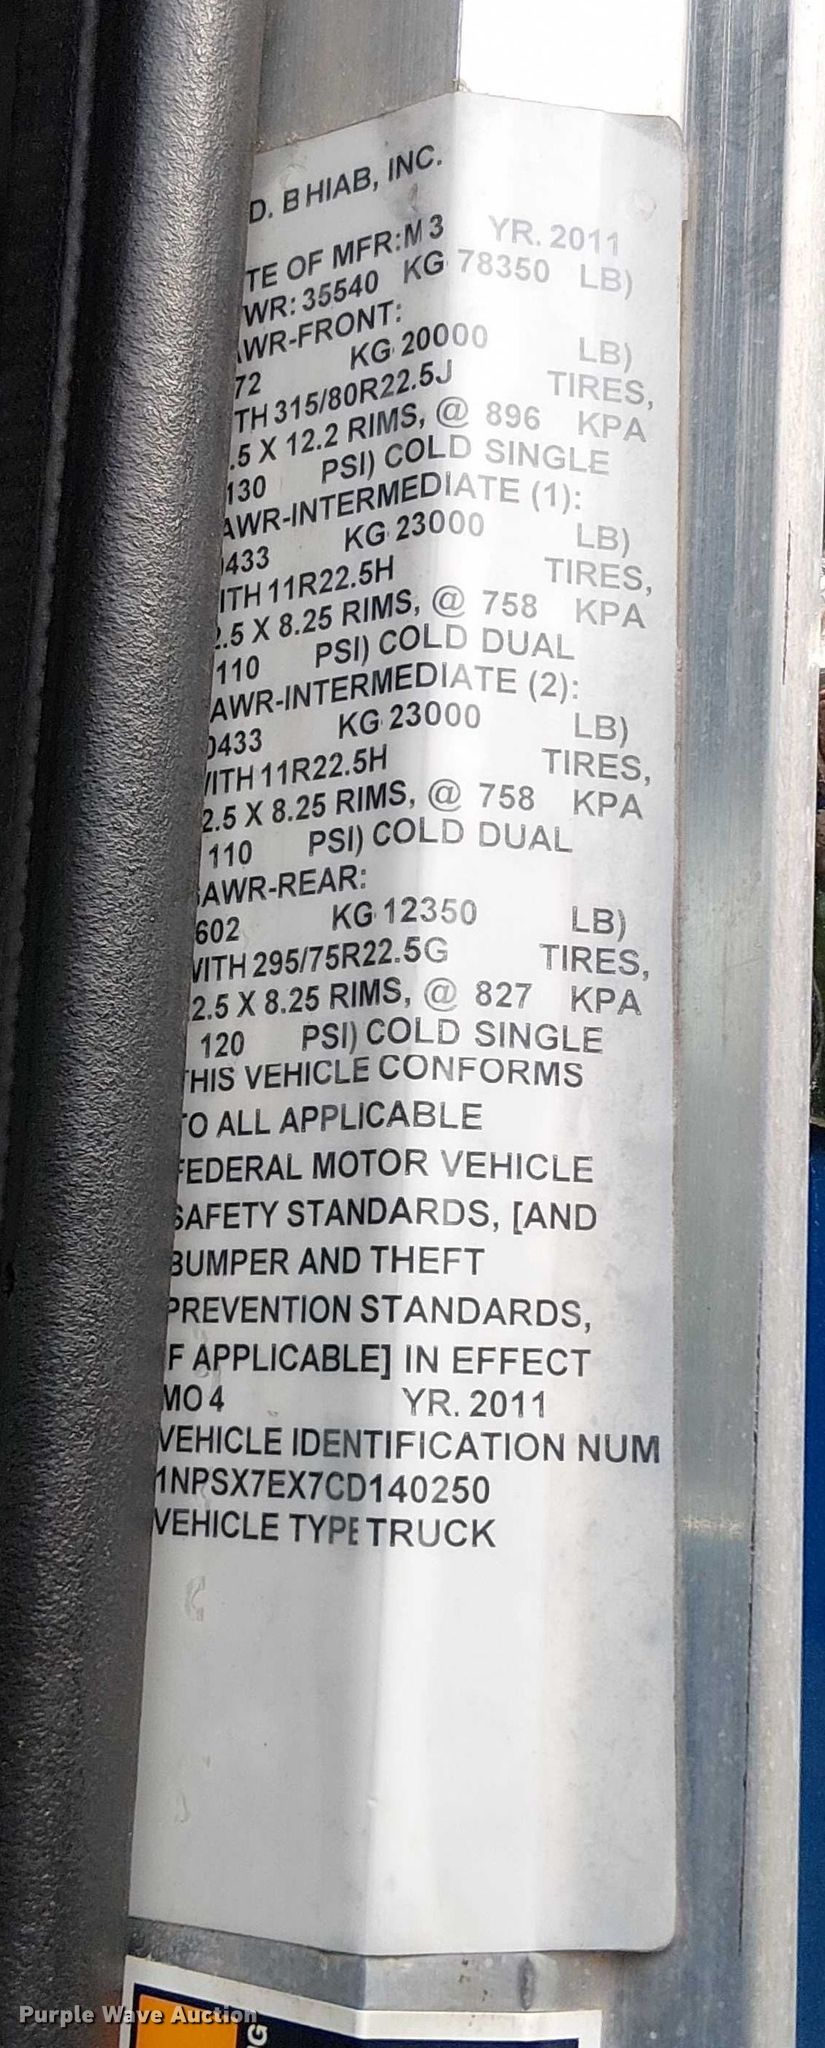 D. B HIAB, INC.
TE OF MFR:M 3 YR. 2011
WR: 35540 KG 78350 LB)
AWR-FRONT:
72 KG 20000 LB)
TH 315/80R22.5J TIRES,
.5 X 12.2 RIMS, @ 896 KPA
130 PSI) COLD SINGLE
AWR-INTERMEDIATE (1):
433 KG 23000 LB)
ITH 11R22.5H TIRES,
2.5 X 8.25 RIMS, @ 758 KPA
110 PSI) COLD DUAL
AWR-INTERMEDIATE (2):
0433 KG 23000 LB)
ITH 11R22.5H TIRES,
2.5 X 8.25 RIMS, @ 758 KPA
110 PSI) COLD DUAL
GAWR-REAR:
602 KG 12350 LB)
WITH 295/75R22.5G TIRES,
2.5 X 8.25 RIMS, @ 827 KPA
120 PSI) COLD SINGLE
THIS VEHICLE CONFORMS
TO ALL APPLICABLE
FEDERAL MOTOR VEHICLE
SAFETY STANDARDS, [AND
BUMPER AND THEFT
PREVENTION STANDARDS,
F APPLICABLE] IN EFFECT
MO 4 YR. 2011
VEHICLE IDENTIFICATION NUM
1NPSX7EX7CD140250
VEHICLE TYPE TRUCK
Purple Wave Auction